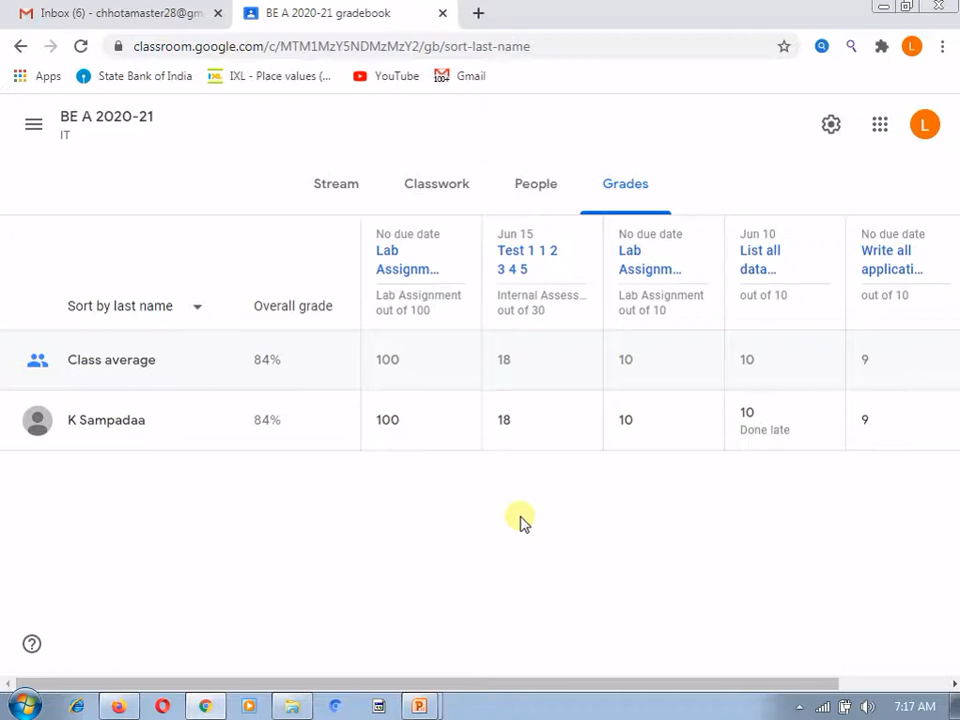 Inbox (6) - chhotamaster28@gm
BE A 2020-21 gradebook
classroom.google.com/c/MTM1MzY5NDMzMzY2/gb/sort-last-name
Apps State Bank of India IXL - Place values (... YouTube 100+ Gmail
BE A 2020-21
IT
L
L
Stream Classwork People Grades
No due date Jun 15 No due date Jun 10 No due date
Lab Test 1 1 2 Lab List all Write all
Assignm... 3 4 5 Assignm... data... applicati...
Lab Assignment Internal Assess... Lab Assignment out of 10 out of 10
Sort by last name Overall grade out of 100 out of 30 out of 10
Class average 84% 100 18 10 10 9
K Sampadaa 84% 100 18 10 10 9
Done late
7:17 AM